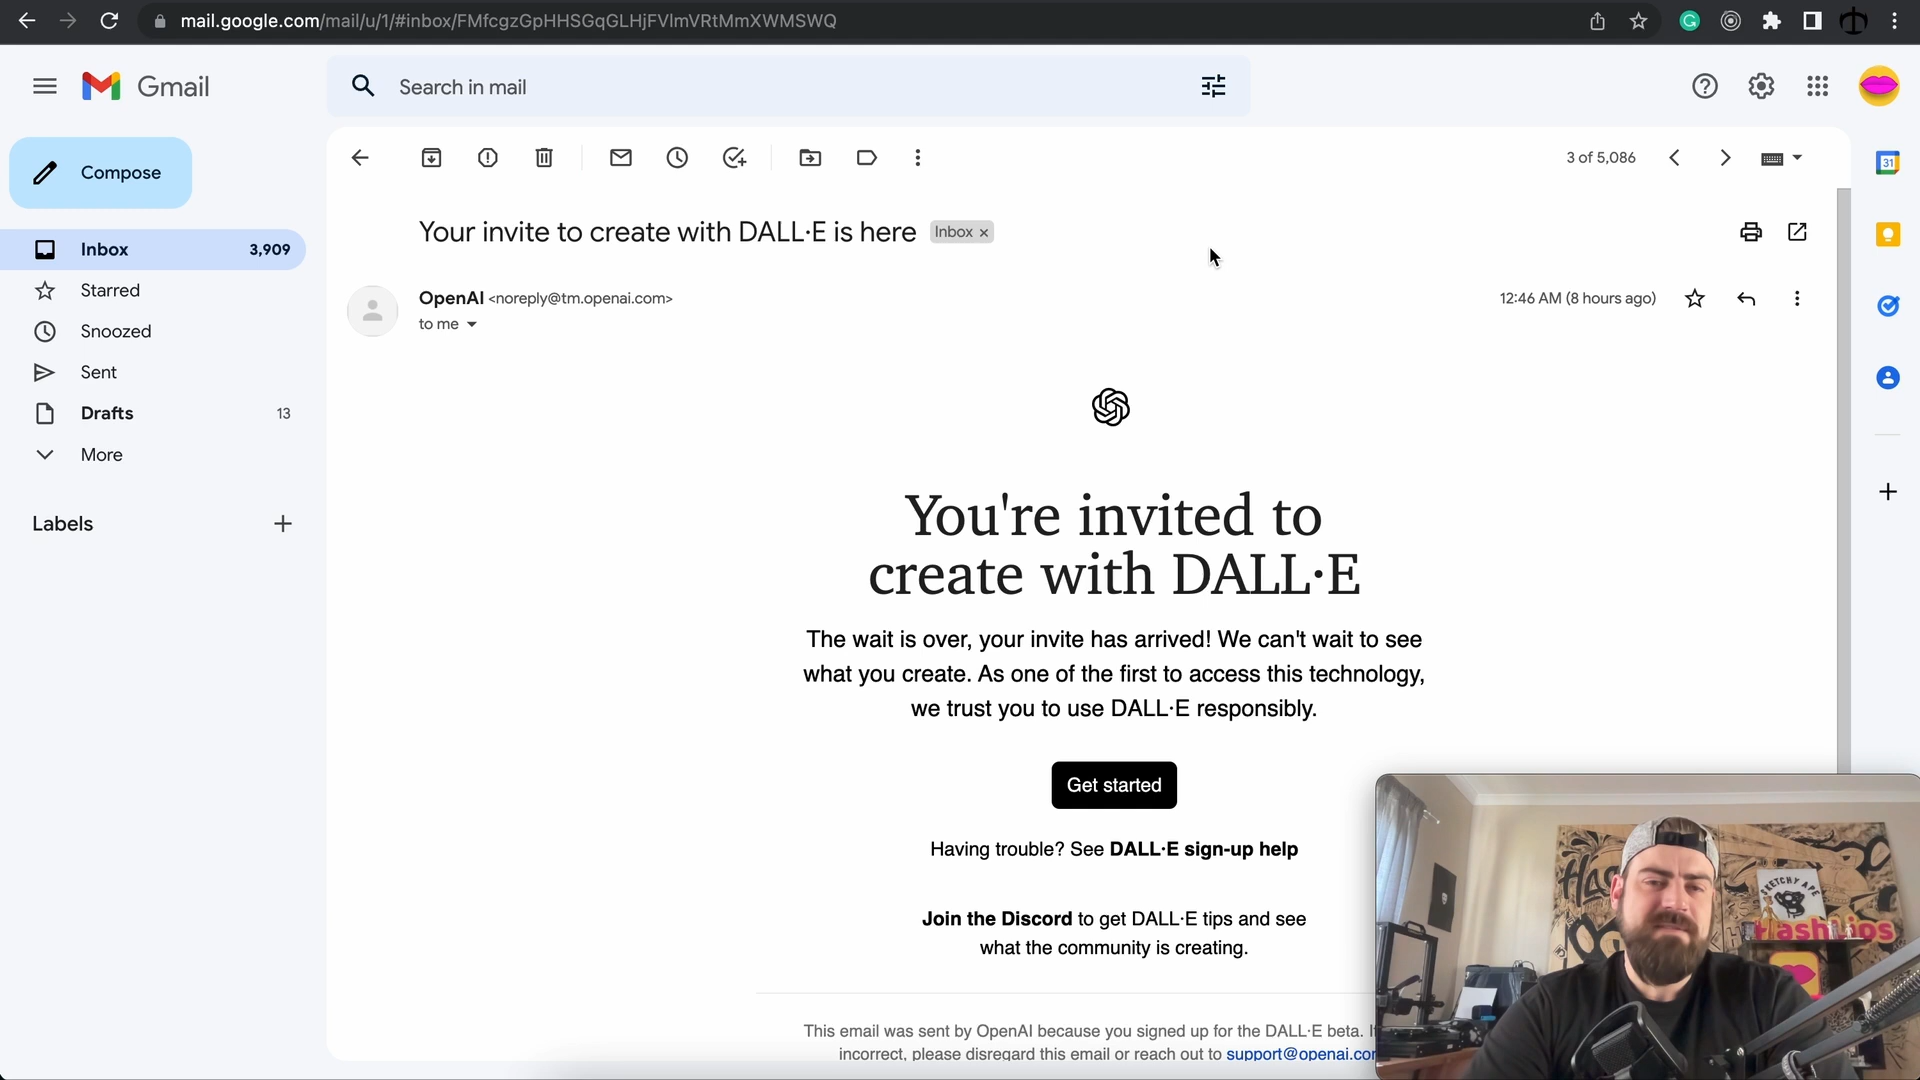 mail.google.com/mail/u/1/#inbox/FMfcgzGpHHSGqGLHjFVlmVRtMmXWMSWQ
Gmail
Search in mail
Compose
3 of 5,086
31
Your invite to create with DALL·E is here Inbox ×
Inbox 3,909
Starred
OpenAI <noreply@tm.openai.com>
12:46 AM (8 hours ago)
to me
Snoozed
Sent
Drafts 13
More
Labels
You're invited to
create with DALL·E
The wait is over, your invite has arrived! We can't wait to see
what you create. As one of the first to access this technology,
we trust you to use DALL·E responsibly.
Get started
Having trouble? See DALL·E sign-up help
Join the Discord to get DALL·E tips and see
what the community is creating.
This email was sent by OpenAI because you signed up for the DALL·E beta.
incorrect, please disregard this email or reach out to support@openai.com
SKETCHY APE